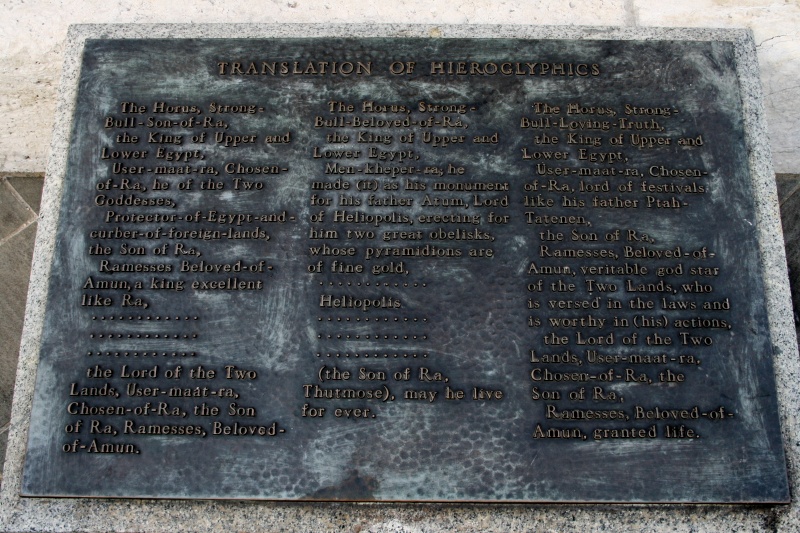 TRANSLATION OF HIEROGLYPHICS
The Horus, Strong-
Bull-Son-of-Ra,
the King of Upper and
Lower Egypt,
User-maat-ra, Chosen-
of-Ra, he of the Two
Goddesses,
Protector-of-Egypt-and-
curber-of-foreign-lands,
the Son of Ra,
Ramesses Beloved-of-
Amun, a king excellent
like Ra,
. . . . . . . . . . . .
. . . . . . . . . . . .
. . . . . . . . . . . .
the Lord of the Two
Lands, User-maat-ra,
Chosen-of-Ra, the Son
of Ra, Ramesses, Beloved-
of-Amun.
The Horus, Strong-
Bull-Beloved-of-Ra,
the King of Upper and
Lower Egypt,
Men-kheper-ra; he
made (it) as his monument
for his father Atum, Lord
of Heliopolis, erecting for
him two great obelisks,
whose pyramidions are
of fine gold,
. . . . . . . . . . . .
Heliopolis
. . . . . . . . . . . .
. . . . . . . . . . . .
. . . . . . . . . . . .
(the Son of Ra,
Thutmose), may he live
for ever.
The Horus, Strong-
Bull-Loving-Truth,
the King of Upper and
Lower Egypt,
User-maat-ra, Chosen-
of-Ra, lord of festivals
like his father Ptah-
Tatenen,
the Son of Ra,
Ramesses, Beloved-of-
Amun, veritable god star
of the Two Lands, who
is versed in the laws and
is worthy in (his) actions,
the Lord of the Two
Lands, User-maat-ra,
Chosen-of-Ra, the
Son of Ra,
Ramesses, Beloved-of-
Amun, granted life.